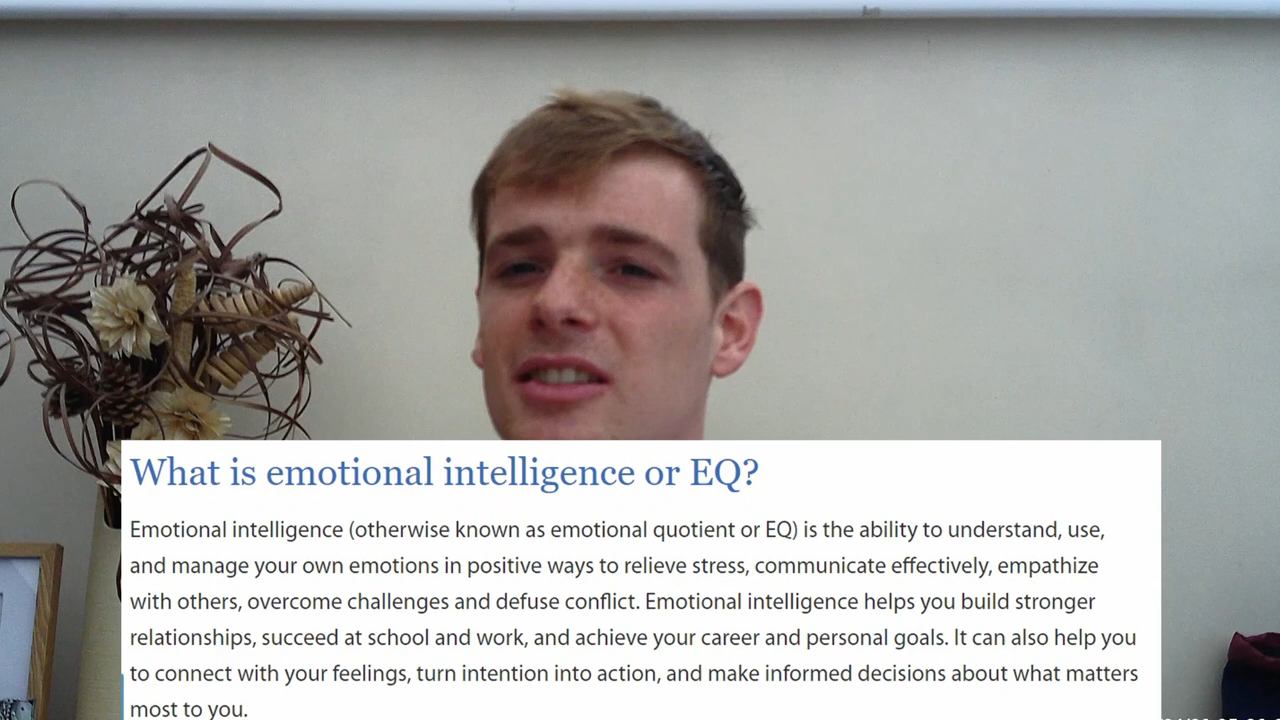 What is emotional intelligence or EQ?
Emotional intelligence (otherwise known as emotional quotient or EQ) is the ability to understand, use,
and manage your own emotions in positive ways to relieve stress, communicate effectively, empathize
with others, overcome challenges and defuse conflict. Emotional intelligence helps you build stronger
relationships, succeed at school and work, and achieve your career and personal goals. It can also help you
to connect with your feelings, turn intention into action, and make informed decisions about what matters
most to you.